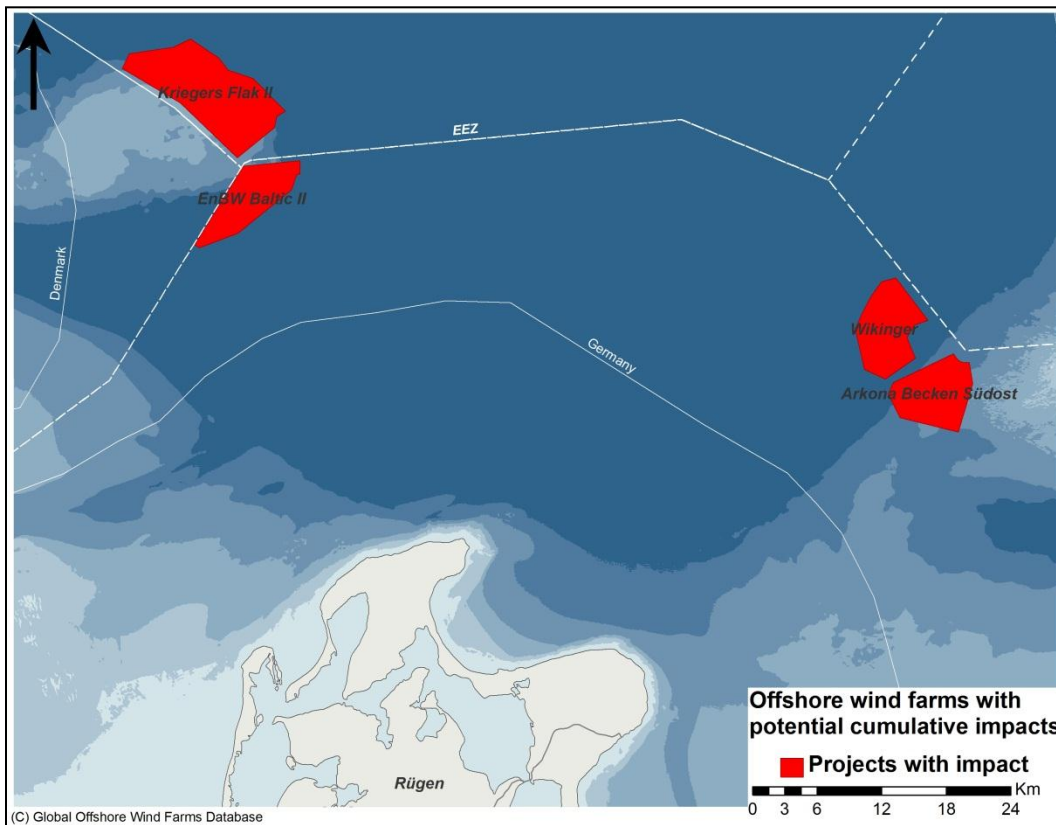 Kriegers Flak II
EEZ
EnBW Baltic II
Denmark
Wikinger
Germany
Arkona Becken Südost
Offshore wind farms with
potential cumulative impacts
Projects with impact
Km
0 3 6 12 18 24
Rügen
(C) Global Offshore Wind Farms Database